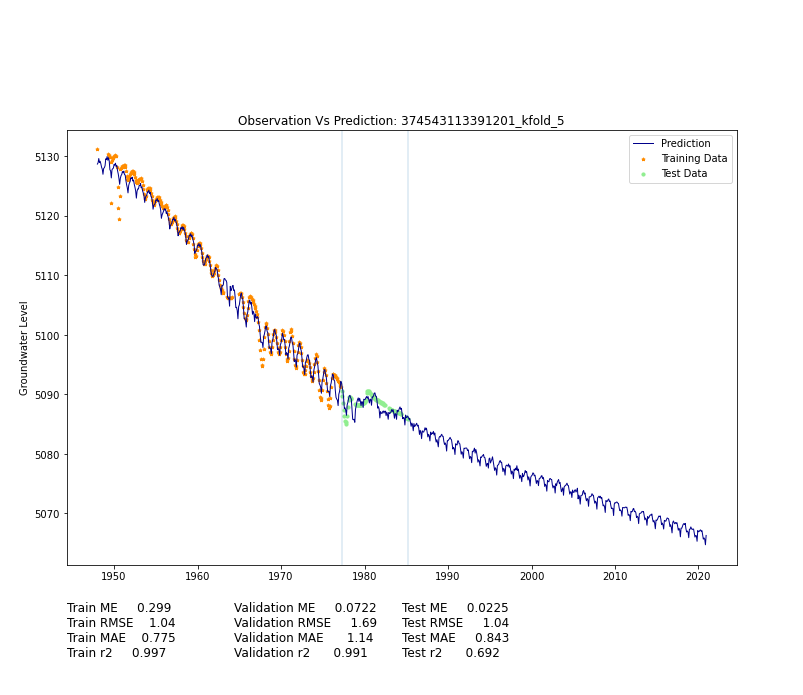 Observation Vs Prediction: 374543113391201_kfold_5
Prediction
Training Data
Test Data
Groundwater Level
5130
5120
5110
5100
5090
5080
5070
1950 1960 1970 1980 1990 2000 2010 2020
Train ME 0.299 Validation ME 0.0722 Test ME 0.0225
Train RMSE 1.04 Validation RMSE 1.69 Test RMSE 1.04
Train MAE 0.775 Validation MAE 1.14 Test MAE 0.843
Train r2 0.997 Validation r2 0.991 Test r2 0.692